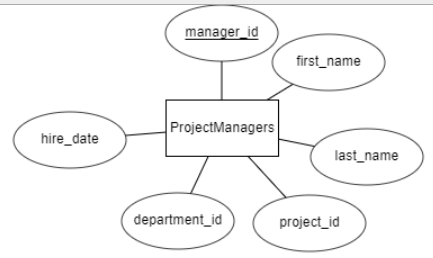 manager_id
first_name
ProjectManagers
hire_date
last_name
department_id
project_id